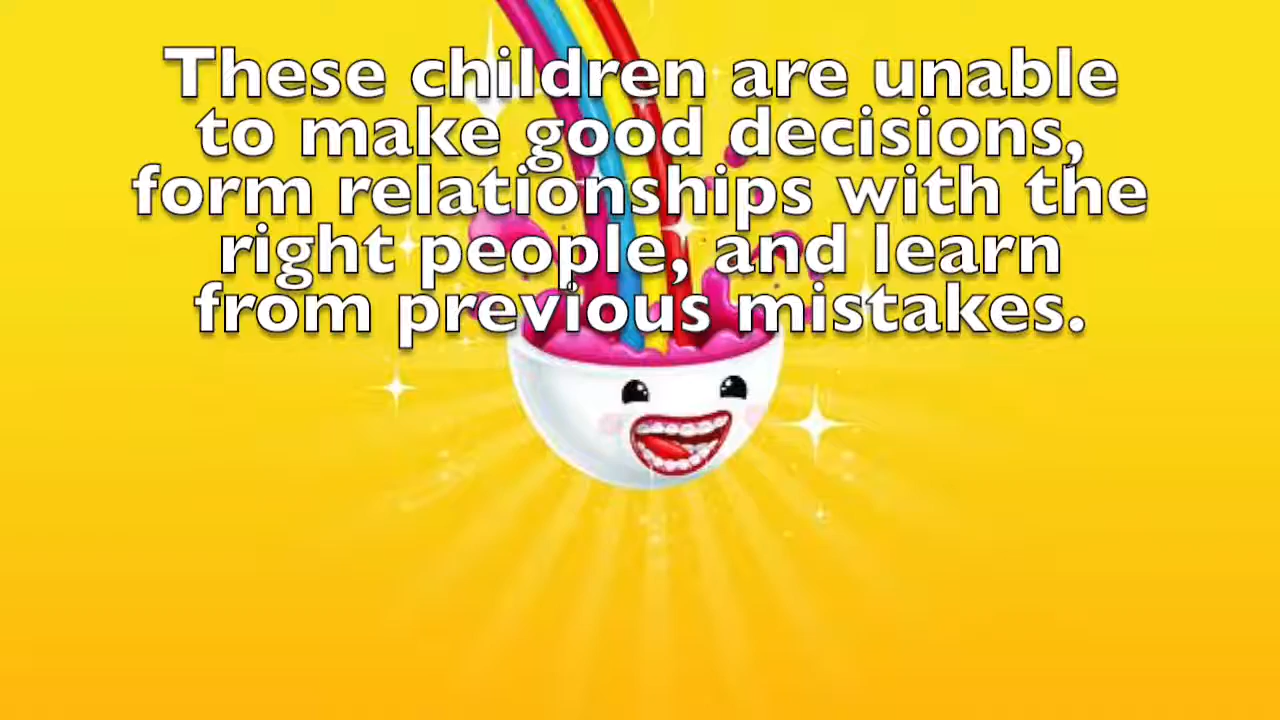 These children are unable
to make good decisions,
form relationships with the
right people, and learn
from previous mistakes.